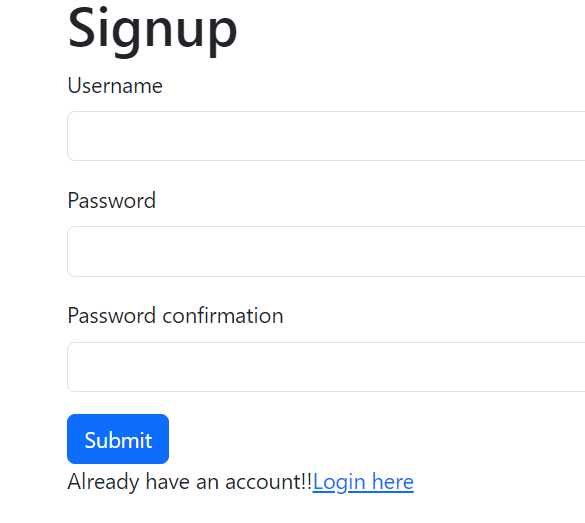 Signup
Username
Password
Password confirmation
Submit
Already have an account!!Login here